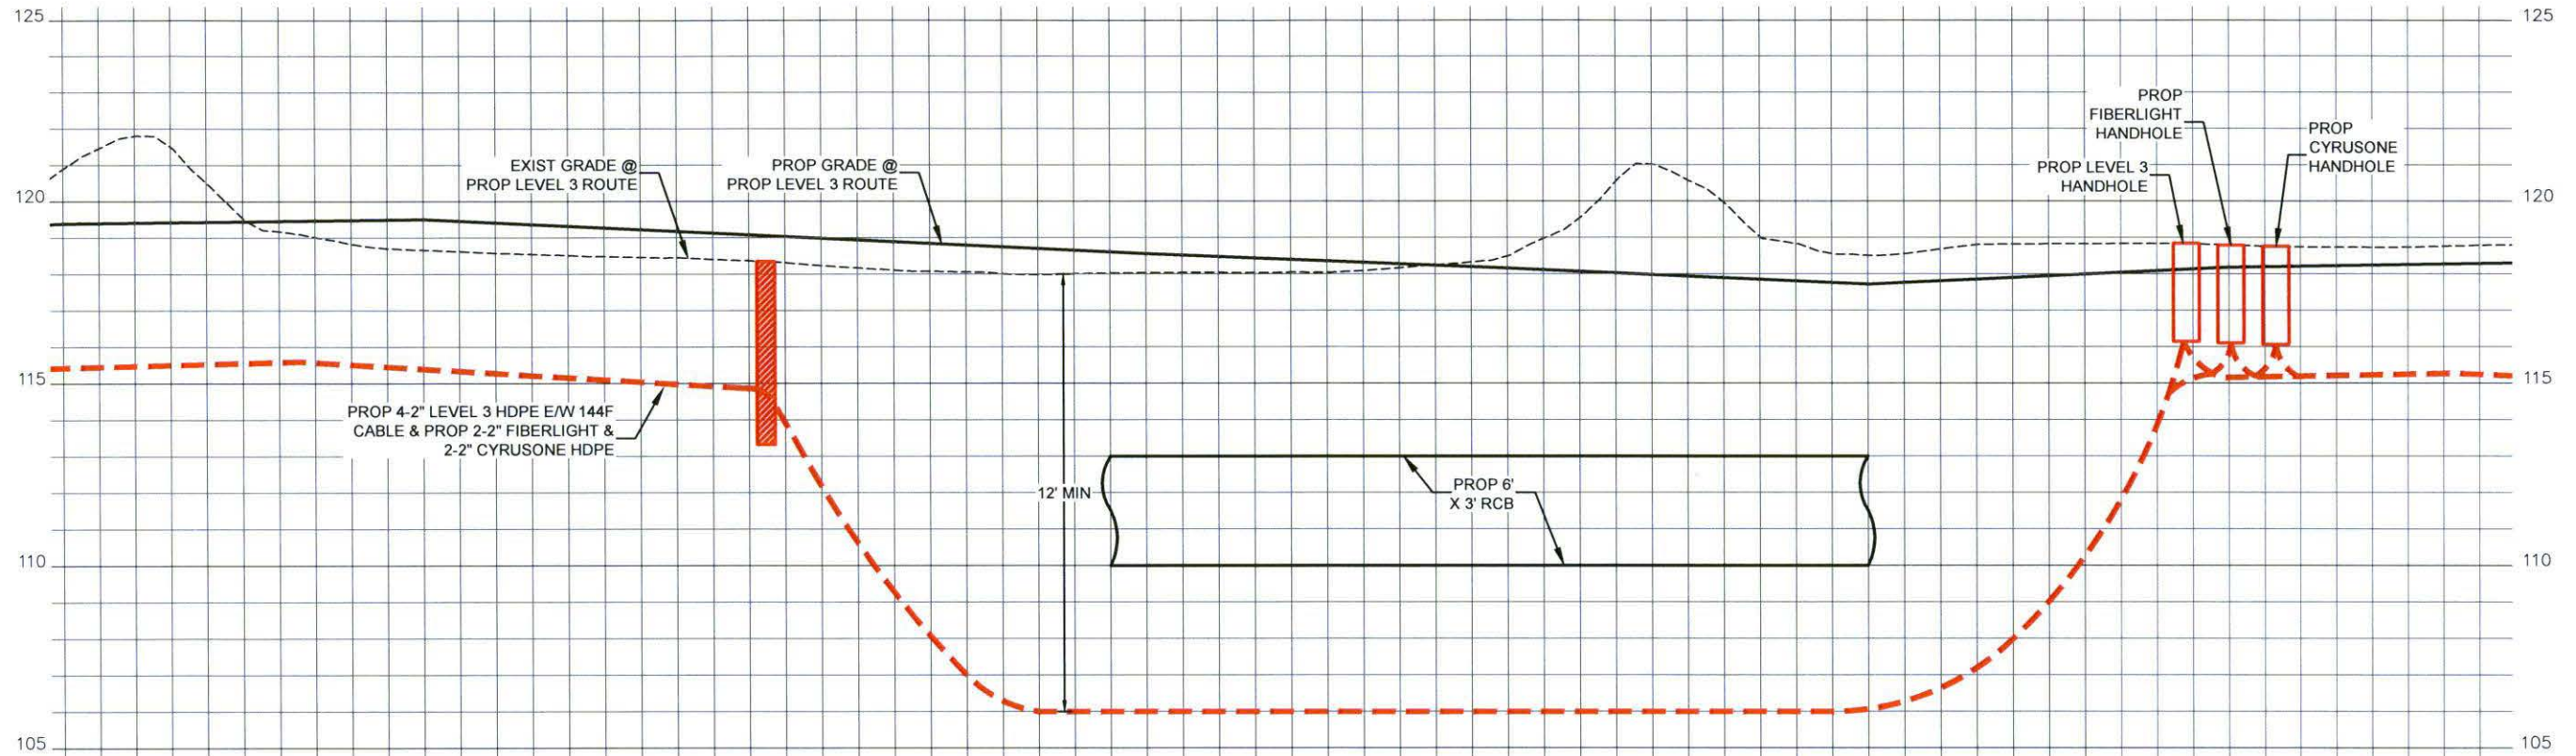 125
125
PROP
FIBERLIGHT
HANDHOLE
PROP
CYRUSONE
HANDHOLE
EXIST GRADE @
PROP LEVEL 3 ROUTE
PROP GRADE @
PROP LEVEL 3 ROUTE
PROP LEVEL 3
HANDHOLE
120
120
115
115
PROP 4-2" LEVEL 3 HDPE E/W 144F
CABLE & PROP 2-2" FIBERLIGHT &
2-2" CYRUSONE HDPE
12' MIN
PROP 6'
X 3' RCB
110
110
105
105